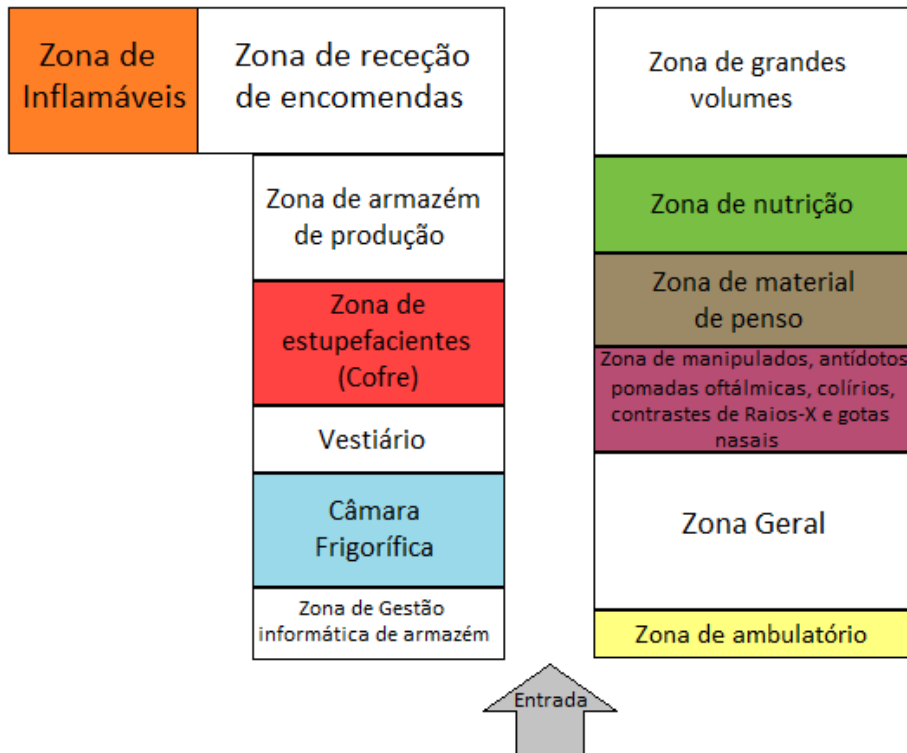 Zona de
Inflamáveis
Zona de receção
de encomendas
Zona de armazém
de produção
Zona de
estupefacientes
(Cofre)
Vestiário
Câmara
Frigorífica
Zona de Gestão
informática de armazém
Zona de grandes
volumes
Zona de nutrição
Zona de material
de penso
Zona de manipulados, antídotos
pomadas oftálmicas, colírios,
contrastes de Raios-X e gotas
nasais
Zona Geral
Zona de ambulatório
Entrada